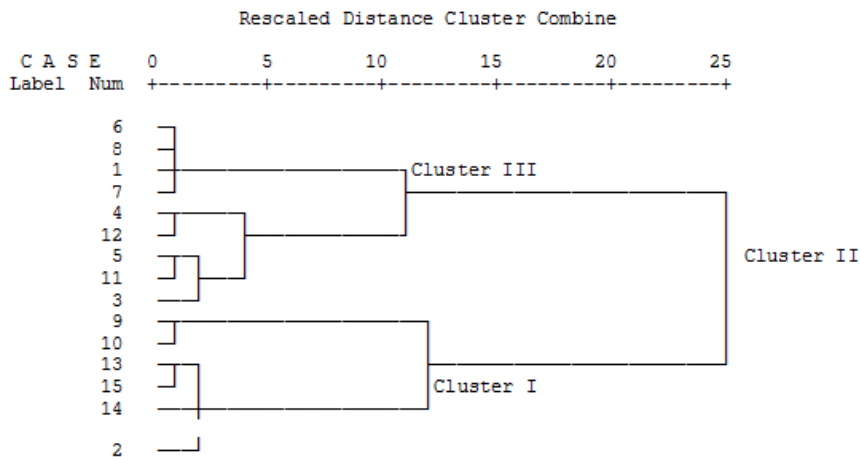 Rescaled Distance Cluster Combine
C A S E 0 5 10 15 20 25
Label Num +---------+---------+---------+---------+---------+
6
8
1 Cluster III
7
4
12
5 Cluster II
11
3
9
10
13
15 Cluster I
14
2